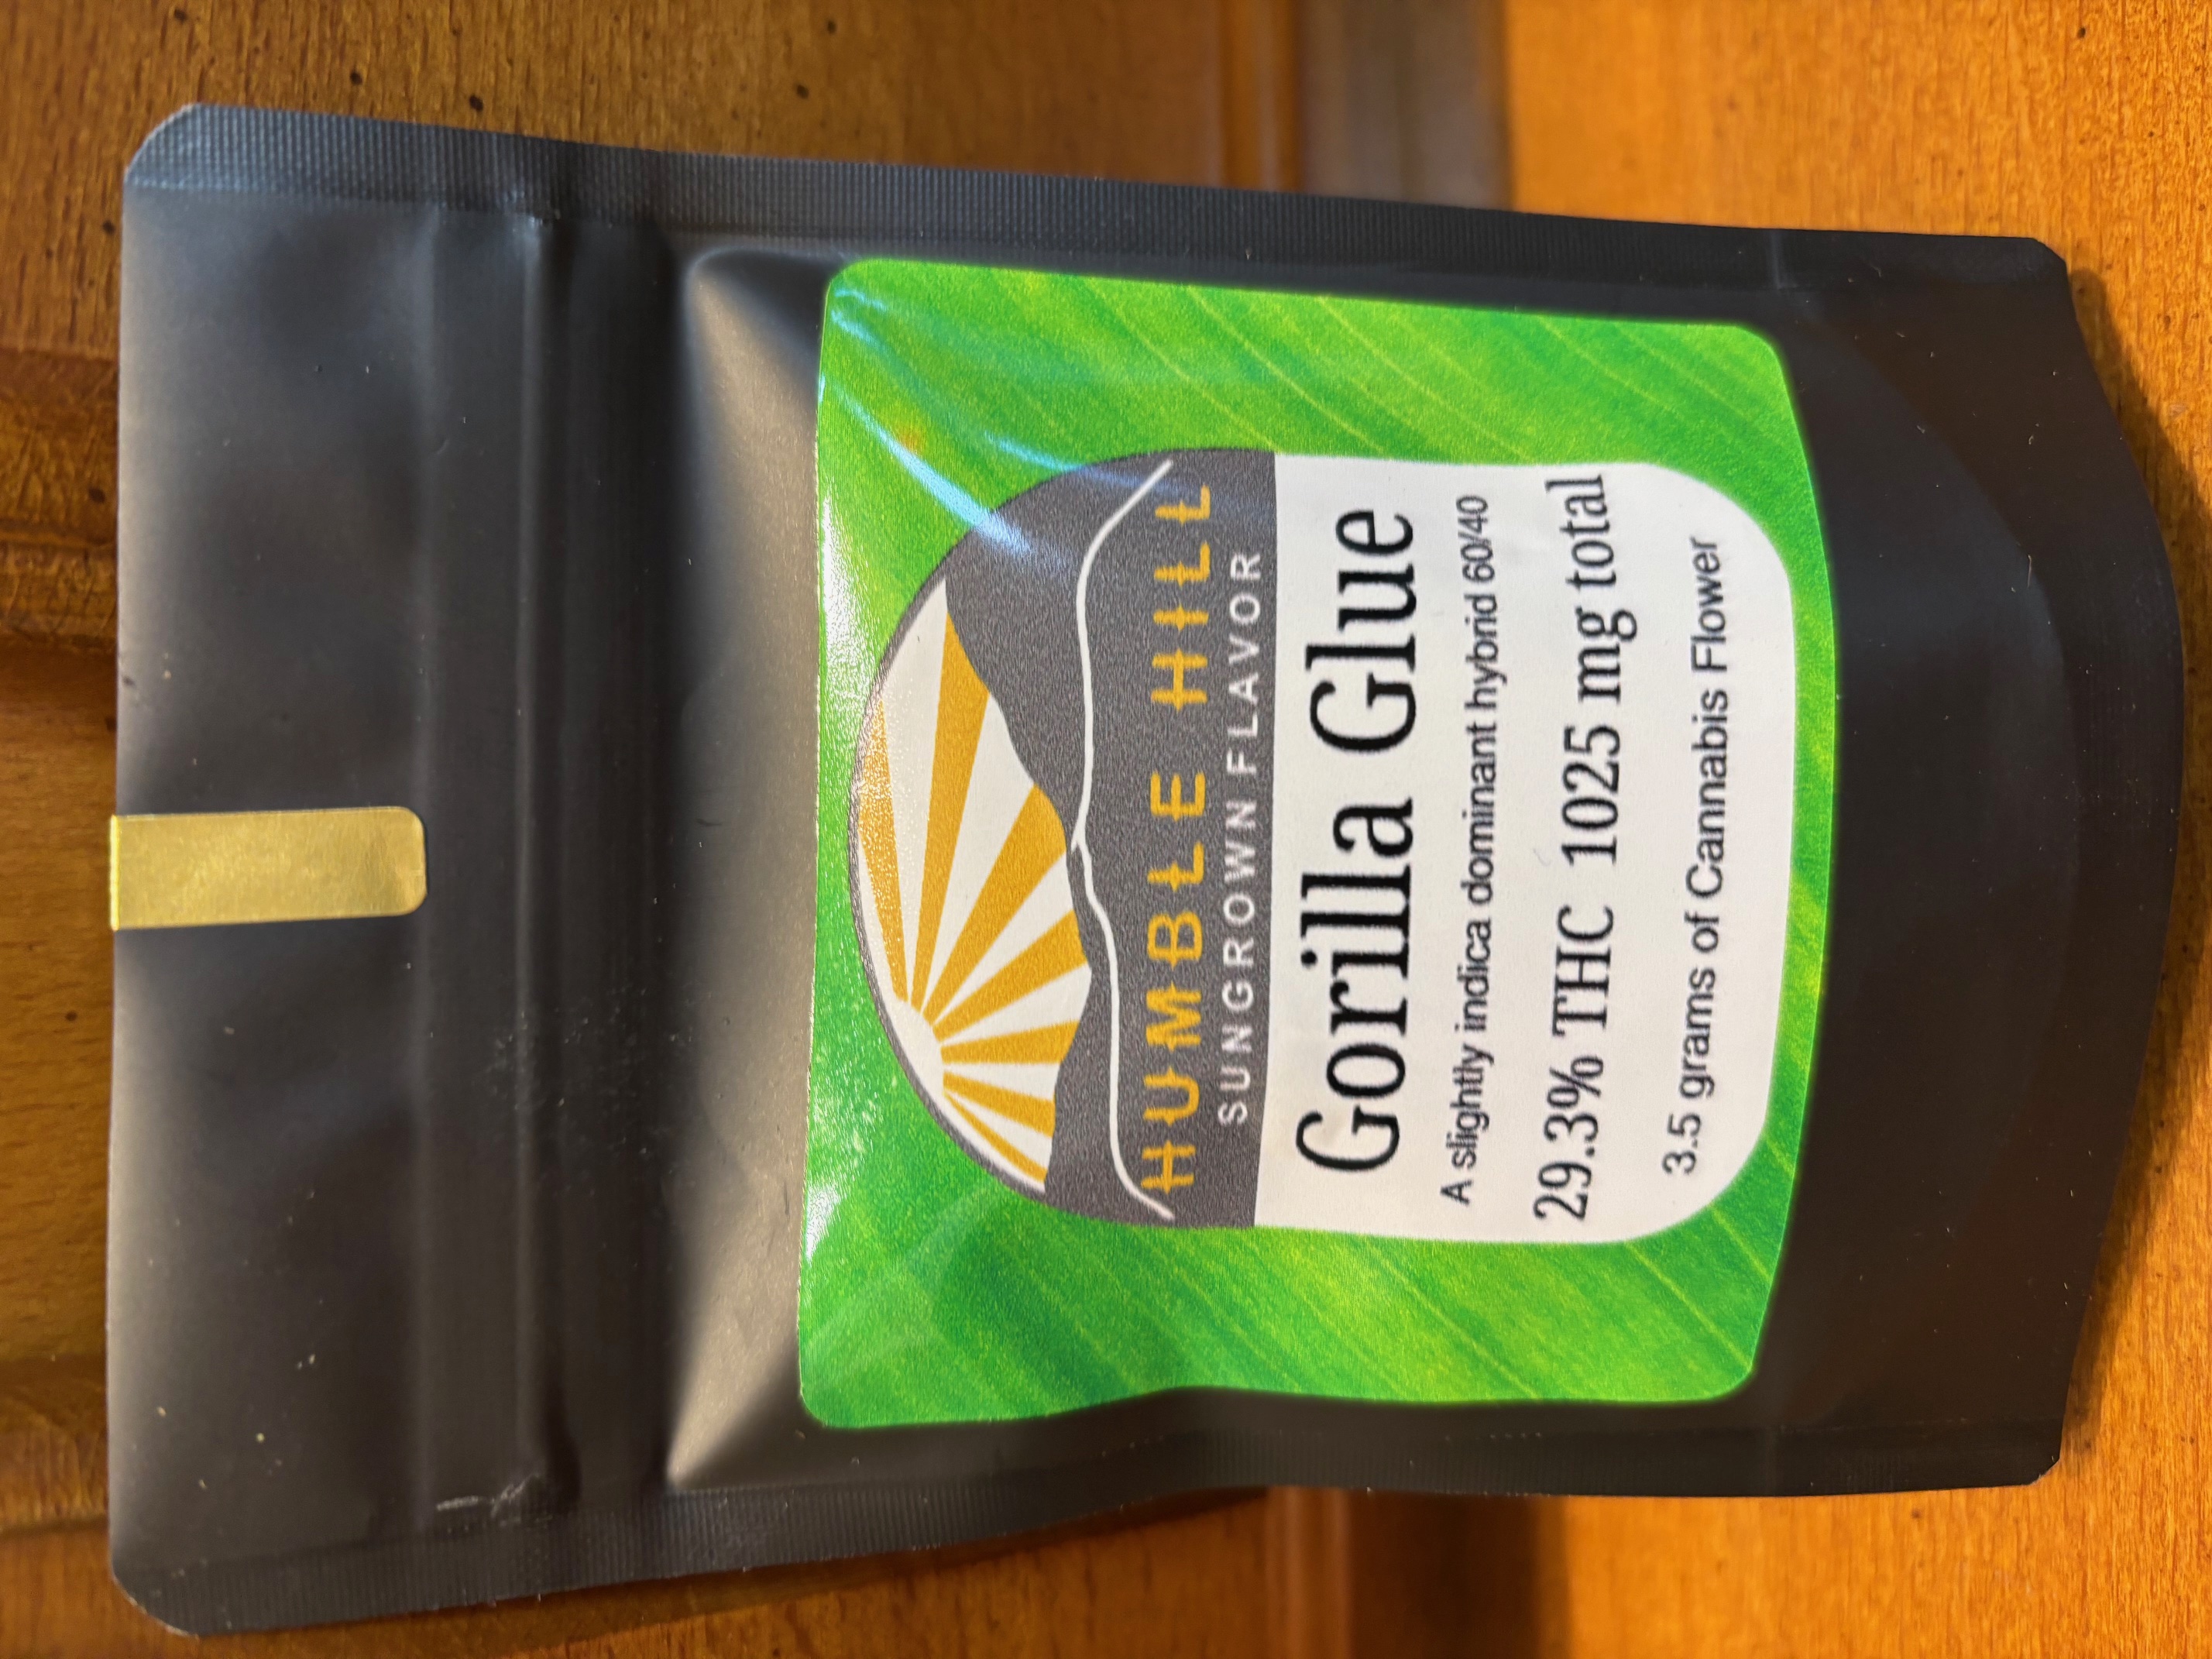 HUMBLE HILL
SUNGROWN FLAVOR
Gorilla Glue
A slightly indica dominant hybrid 60/40
29.3% THC 1025 mg total
3.5 grams of Cannabis Flower